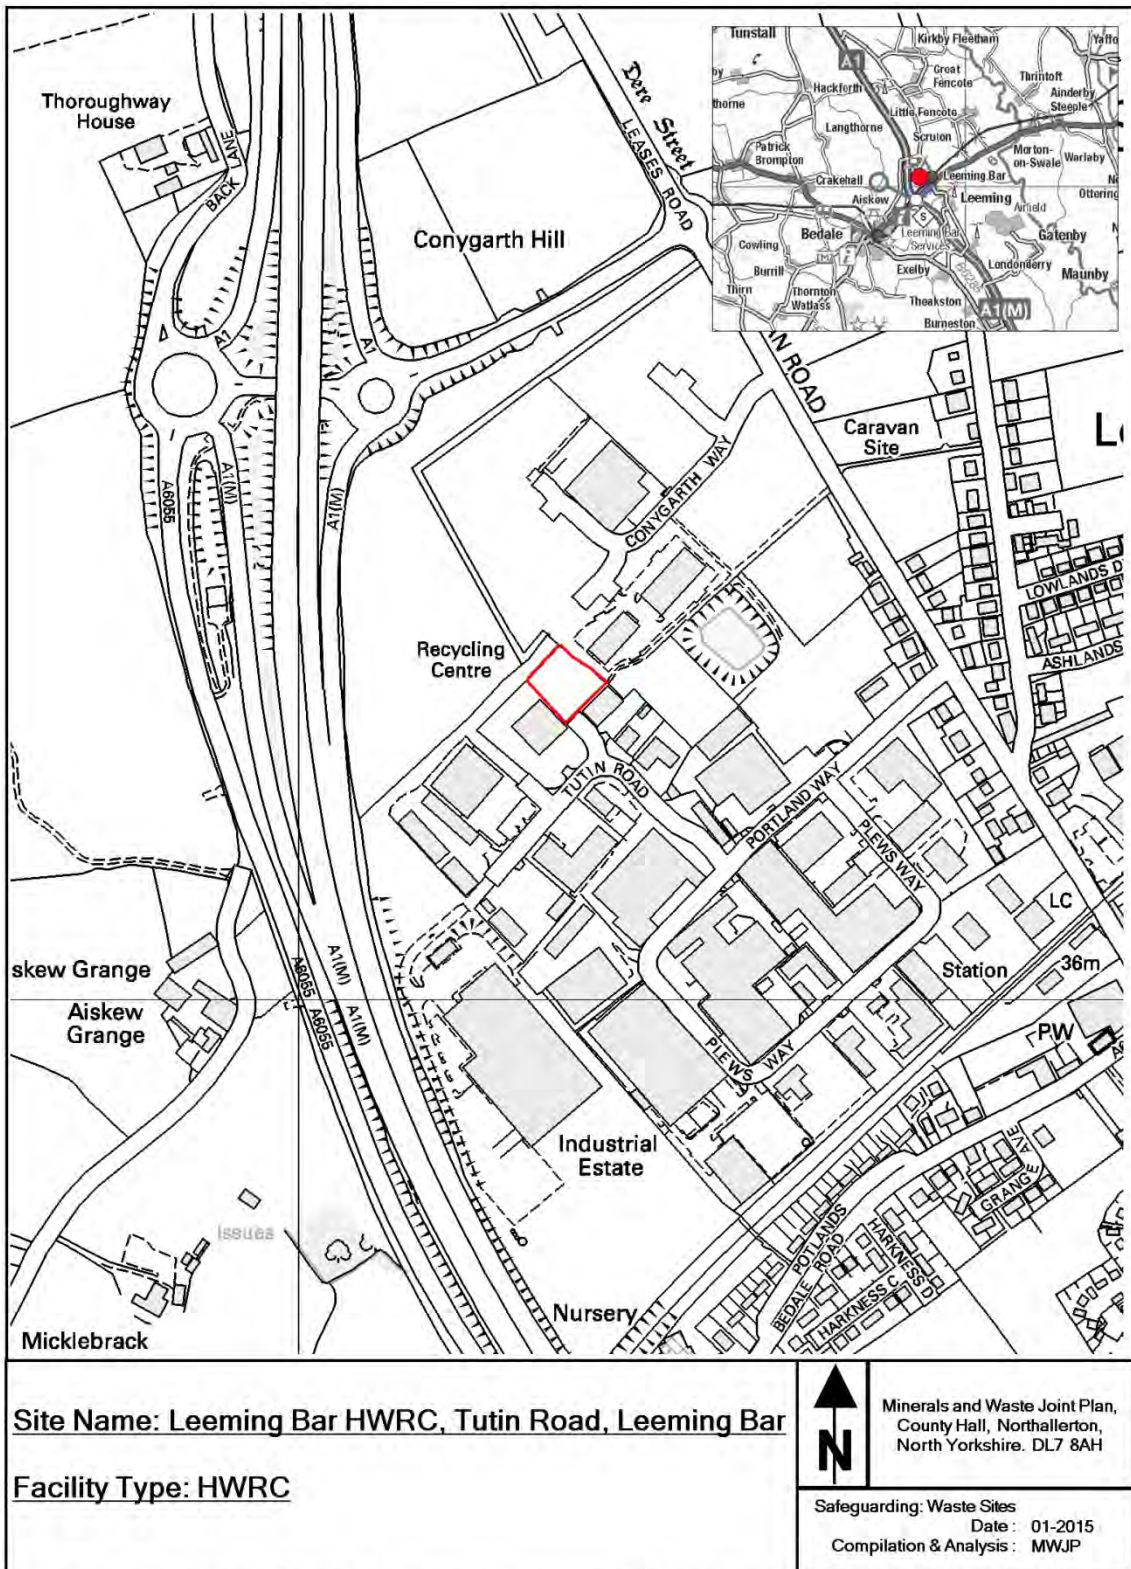 Thoroughway
House
BACK
LANE
Dere Street
LEASES ROAD
Conygarth Hill
A1
A1
Tunstall
Kirkby Fleetham
A1
Great
Fencote
Hackforth
Thrintoft
Ainderby
Steeple
Little Fencote
Langthorne
Scruton
Patrick
Brompton
Morton-
on-Swale
Warlaby
Crakehall
Leeming Bar
Aiskew
Leeming
Airfield
Bedale
Leeming Bar
Services
S
Gatenby
Cowling
Burrill
Exelby
Londonderry
Maunby
Thirn
Thornton
Watlass
Theakston
A1(M)
Burneston
AN ROAD
Caravan
Site
A6055
A1(M)
A1(M)
CONYGARTH WAY
LOWLANDS D
ASHLANDS
Recycling
Centre
TUTIN ROAD
PORTLAND WAY
PLEWS WAY
LC
36m
Station
skew Grange
Aiskew
Grange
A1(M)
A6055
A1(M)
A6055
PW
PLEWS WAY
Industrial
Estate
GRANGE AVE
Issues
POTLANDS
BEDALE ROAD
HARKNESS D
HARKNESS C
Nursery
Micklebrack
Site Name: Leeming Bar HWRC, Tutin Road, Leeming Bar
Facility Type: HWRC
N
Minerals and Waste Joint Plan,
County Hall, Northallerton,
North Yorkshire. DL7 8AH
Safeguarding: Waste Sites
Date : 01-2015
Compilation & Analysis : MWJP